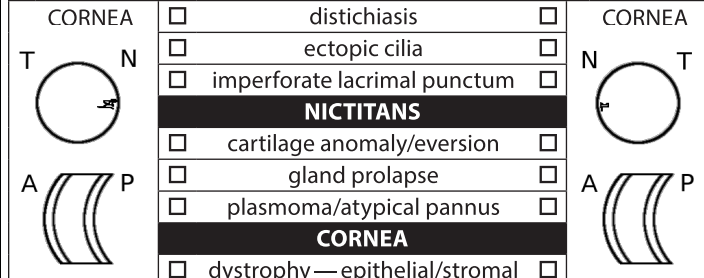 CORNEA
T N
A P
distichiasis
ectopic cilia
imperforate lacrimal punctum
NICTITANS
cartilage anomaly/eversion
gland prolapse
plasmoma/atypical pannus
CORNEA
dystrophy — epithelial/stromal
CORNEA
N T
A P